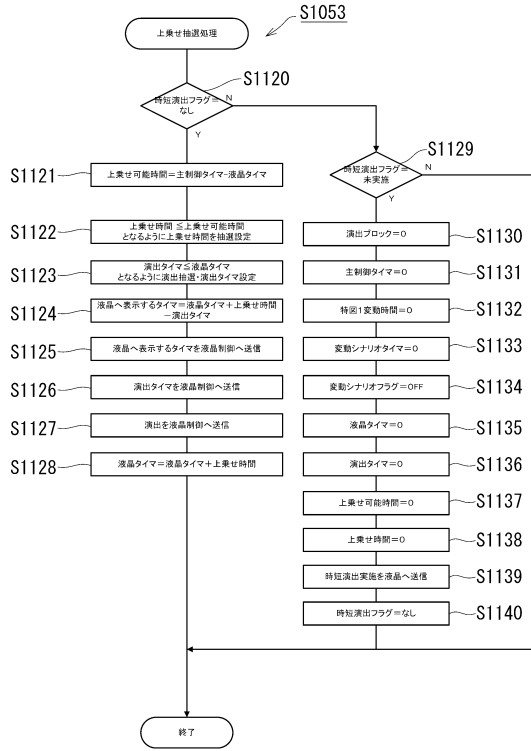 S1053
上乗せ抽選処理
S1120
時短演出フラグ＝
なし
N
Y
S1129
時短演出フラグ＝
未実施
N
Y
S1121
上乗せ可能時間＝主制御タイマ－液晶タイマ
S1122
上乗せ時間 ≦上乗せ可能時間
となるように上乗せ時間を抽選設定
S1123
演出タイマ≦液晶タイマ
となるように演出抽選・演出タイマ設定
S1124
液晶へ表示するタイマ＝液晶タイマ＋上乗せ時間
－演出タイマ
S1125
液晶へ表示するタイマを液晶制御へ送信
S1126
演出タイマを液晶制御へ送信
S1127
演出を液晶制御へ送信
S1128
液晶タイマ＝液晶タイマ＋上乗せ時間
演出ブロック＝0
S1130
主制御タイマ＝0
S1131
特図1変動時間＝0
S1132
変動シナリオタイマ＝0
S1133
変動シナリオフラグ＝OFF
S1134
液晶タイマ＝0
S1135
演出タイマ＝0
S1136
上乗せ可能時間＝0
S1137
上乗せ時間＝0
S1138
時短演出実施を液晶へ送信
S1139
時短演出フラグ＝なし
S1140
終了